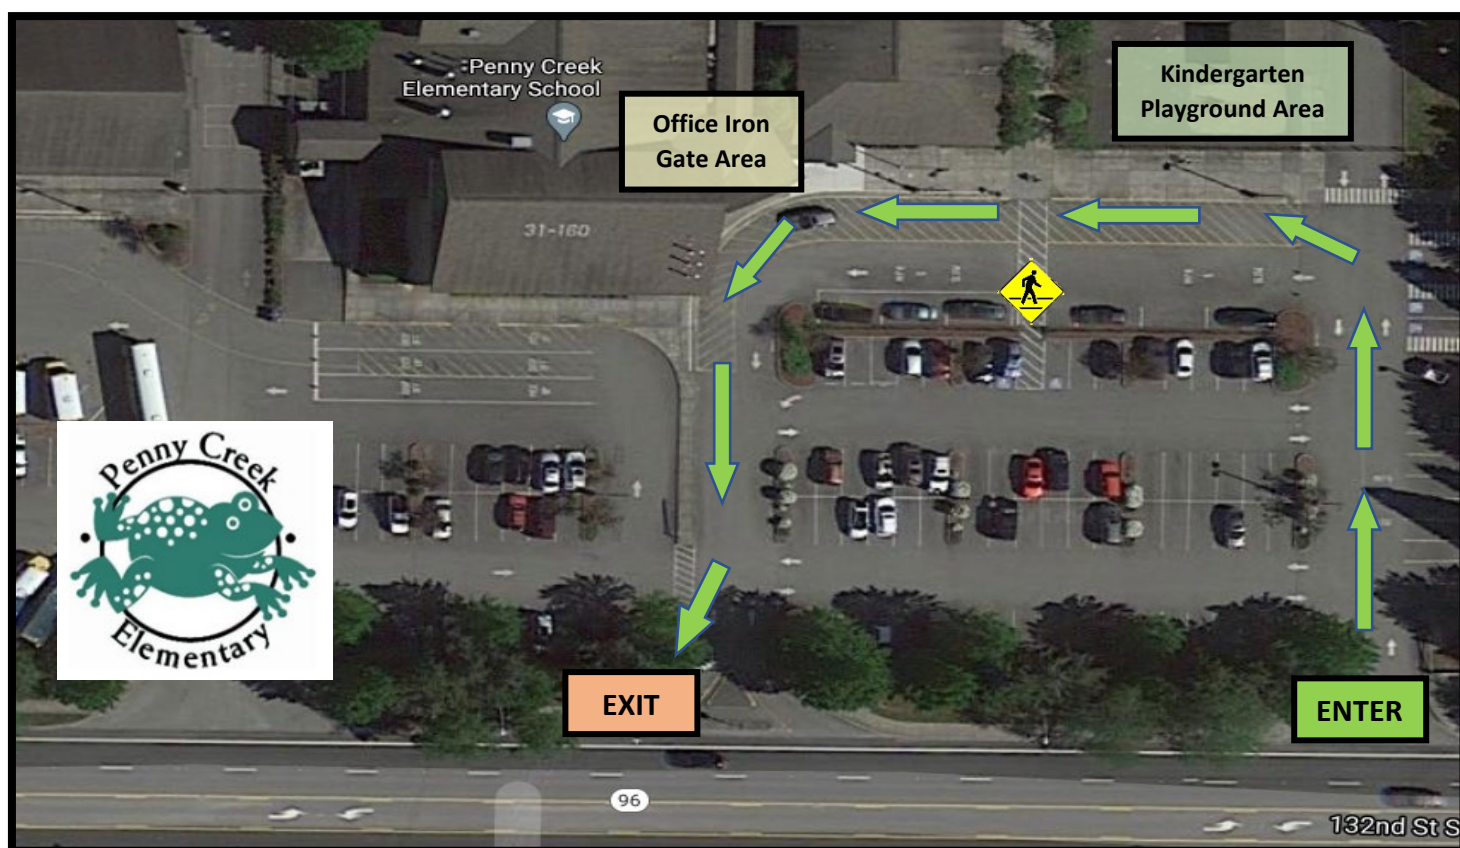 Penny Creek
Elementary School
Office Iron
Gate Area
Kindergarten
Playground Area
31-160
Penny Creek
Elementary
EXIT
ENTER
96
132nd St S